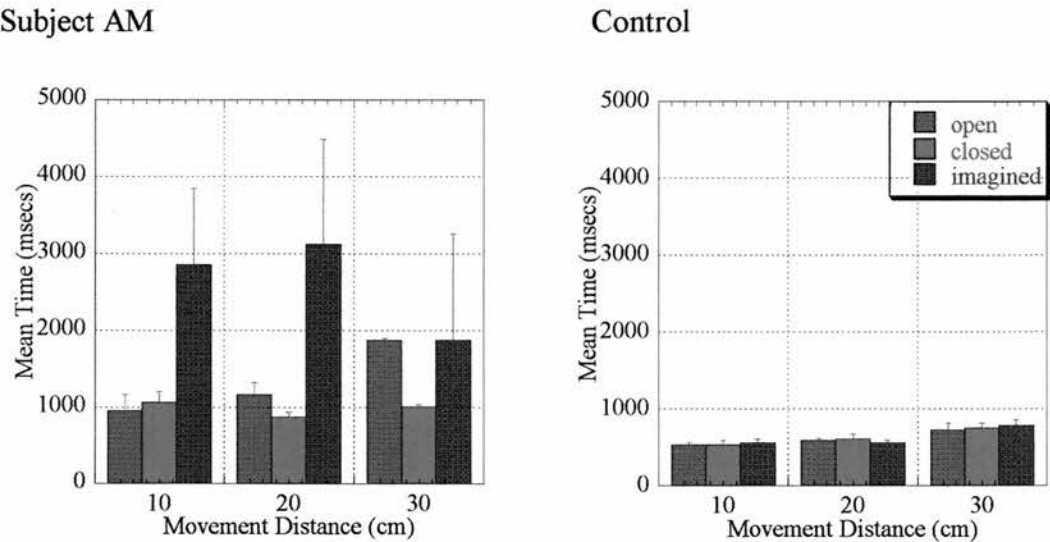 Subject AM
Control
5000
4000
3000
2000
1000
0
Mean Time (msecs)
10 20 30
Movement Distance (cm)
5000
4000
3000
2000
1000
0
Mean Time (msecs)
open
closed
imagined
10 20 30
Movement Distance (cm)